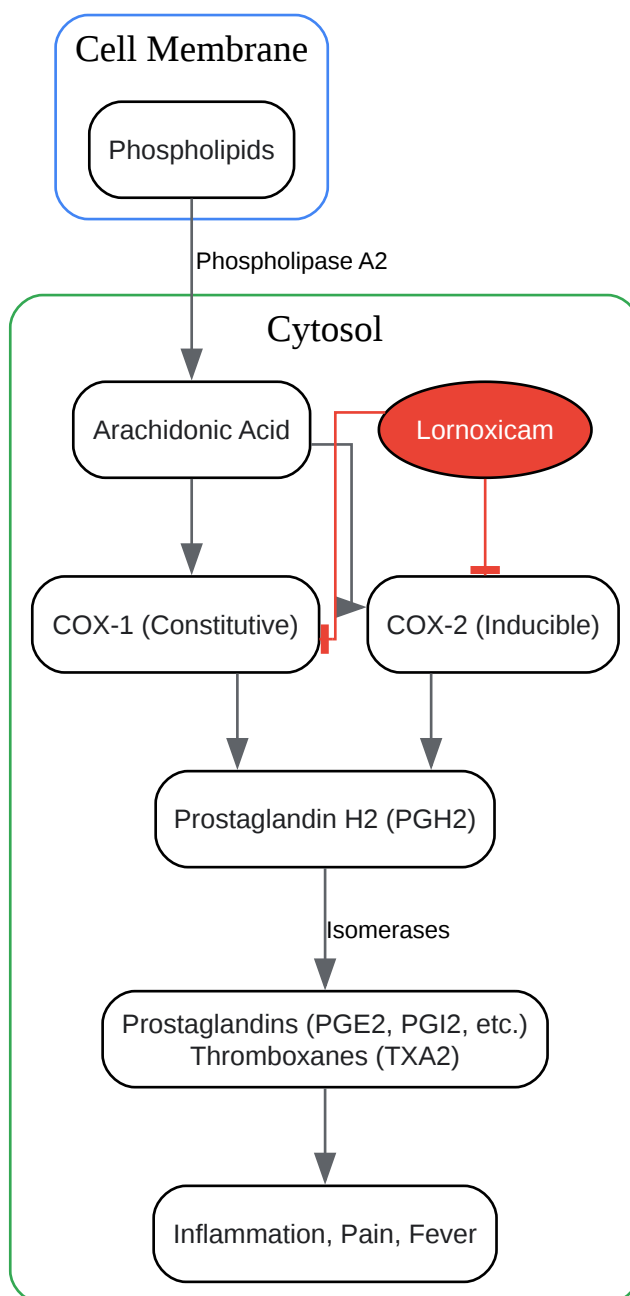 Cell Membrane
Phospholipids
Phospholipase A2
Cytosol
Arachidonic Acid
Lornoxicam
COX-1 (Constitutive)
COX-2 (Inducible)
Prostaglandin H2 (PGH2)
Isomerases
Prostaglandins (PGE2, PGI2, etc.)
Thromboxanes (TXA2)
Inflammation, Pain, Fever